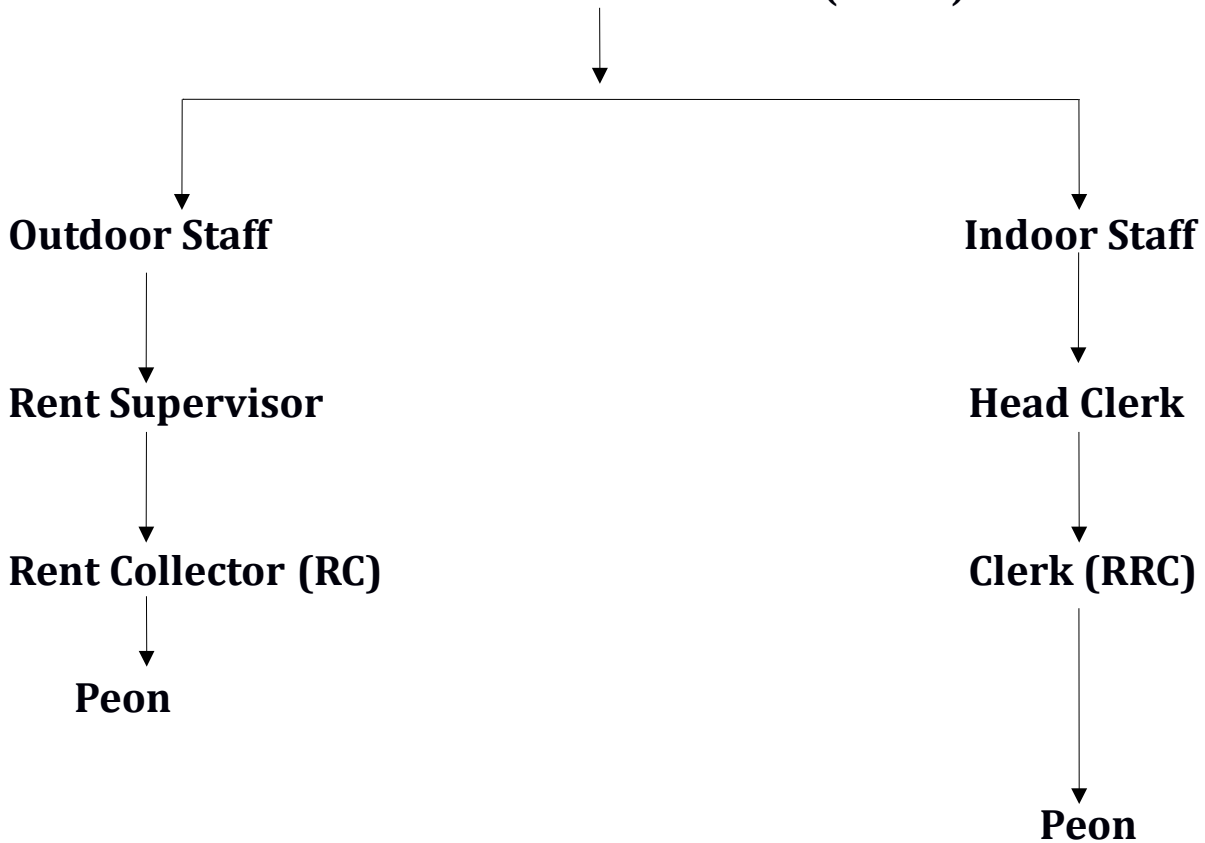 Outdoor Staff
Indoor Staff
Rent Supervisor
Head Clerk
Rent Collector (RC)
Clerk (RRC)
Peon
Peon